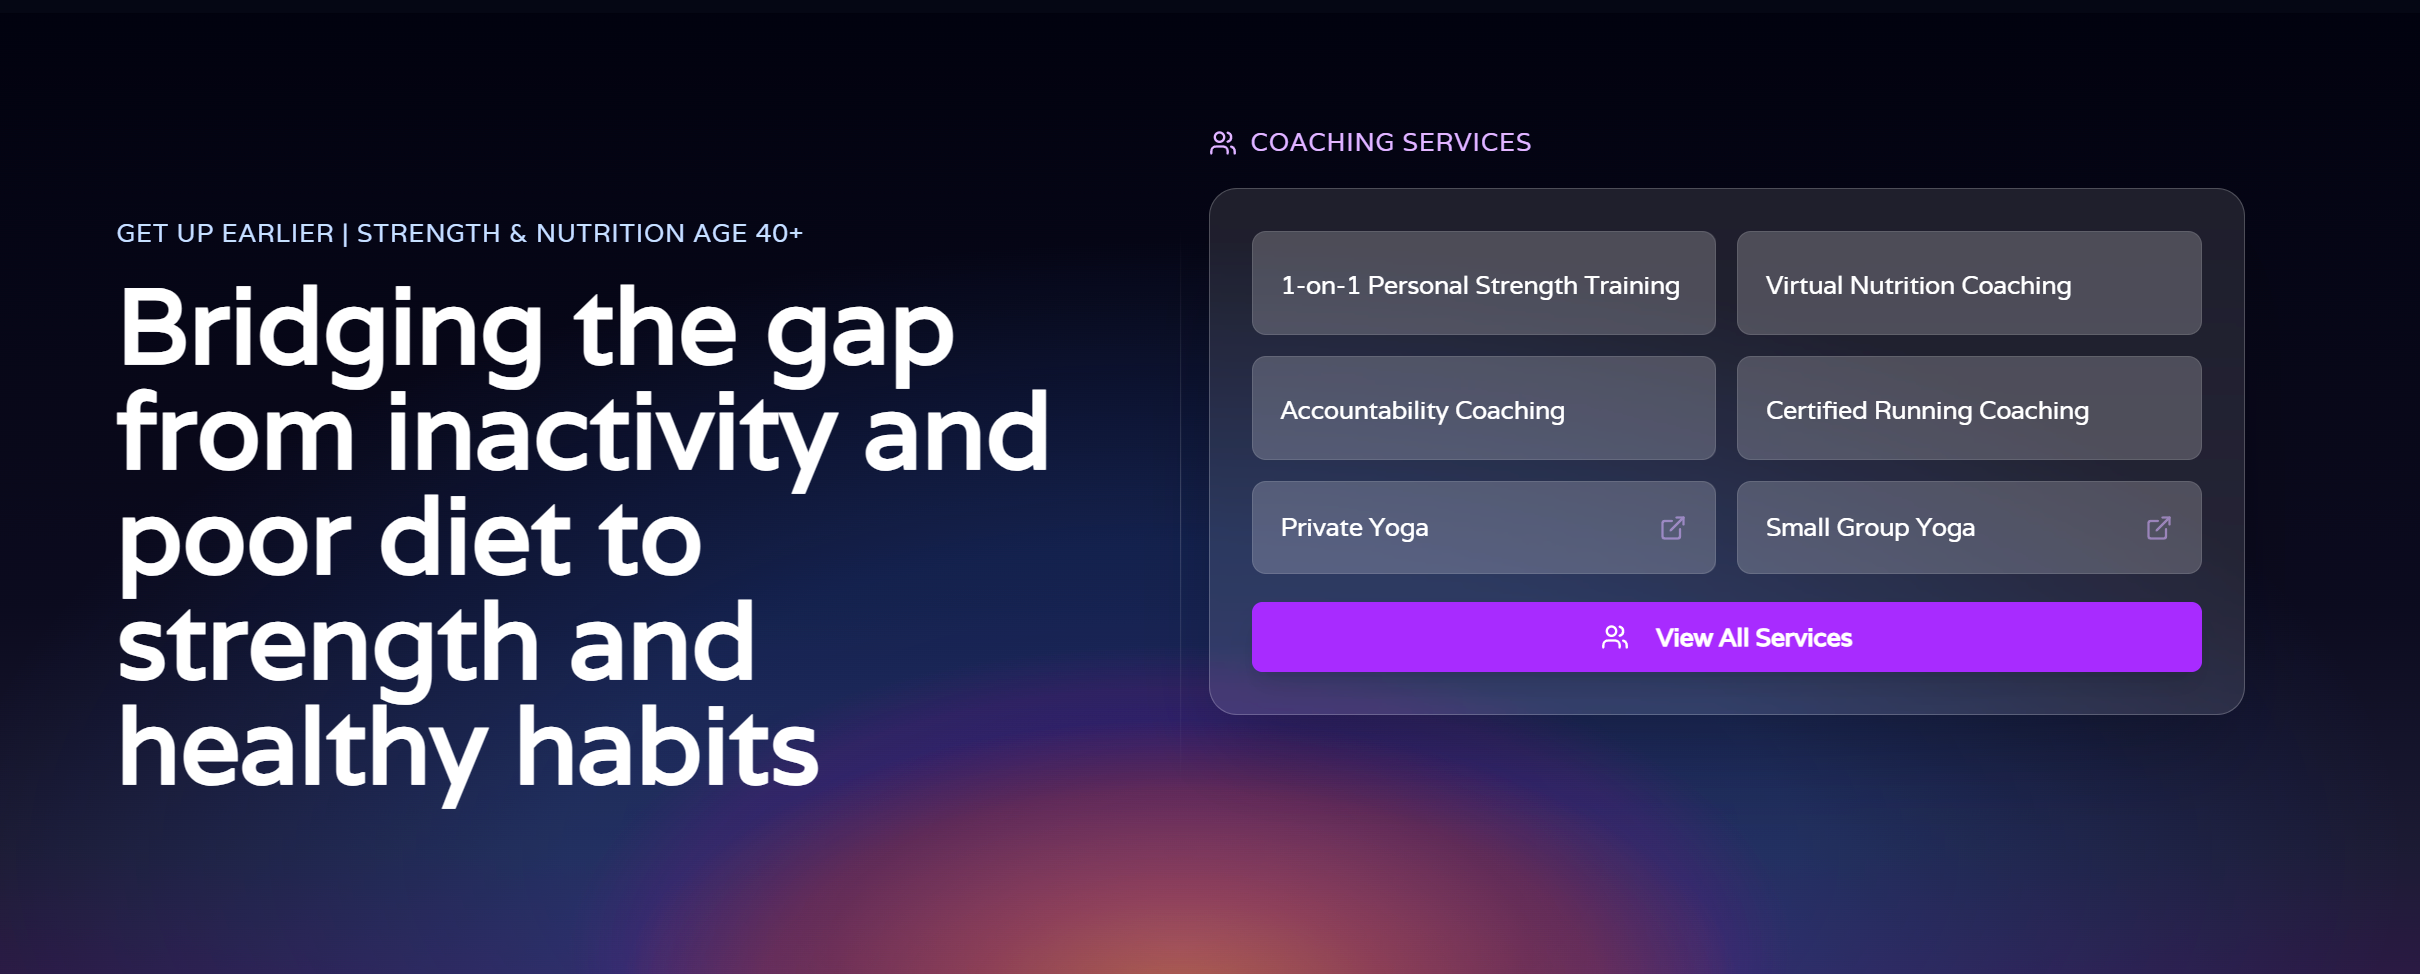 GET UP EARLIER | STRENGTH & NUTRITION AGE 40+
Bridging the gap
from inactivity and
poor diet to
strength and
healthy habits
COACHING SERVICES
1-on-1 Personal Strength Training
Virtual Nutrition Coaching
Accountability Coaching
Certified Running Coaching
Private Yoga
Small Group Yoga
View All Services